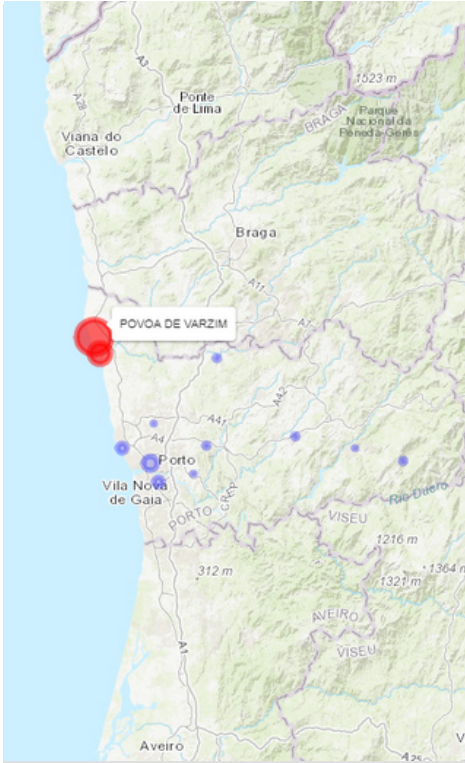 1523 m
A3
A28
Ponte
de Lima
BRAGA
Parque
Nacional da
Peneda-Gerês
Viana do
Castelo
Braga
A11
POVOA DE VARZIM
A7
A42
A41
A4
Porto
Vila Nova
de Gaia
Rio Duero
PORTO
VISEU
1216 m
312 m
1321 m
1364 m
AVEIRO
VISEU
A1
Aveiro
A25
V